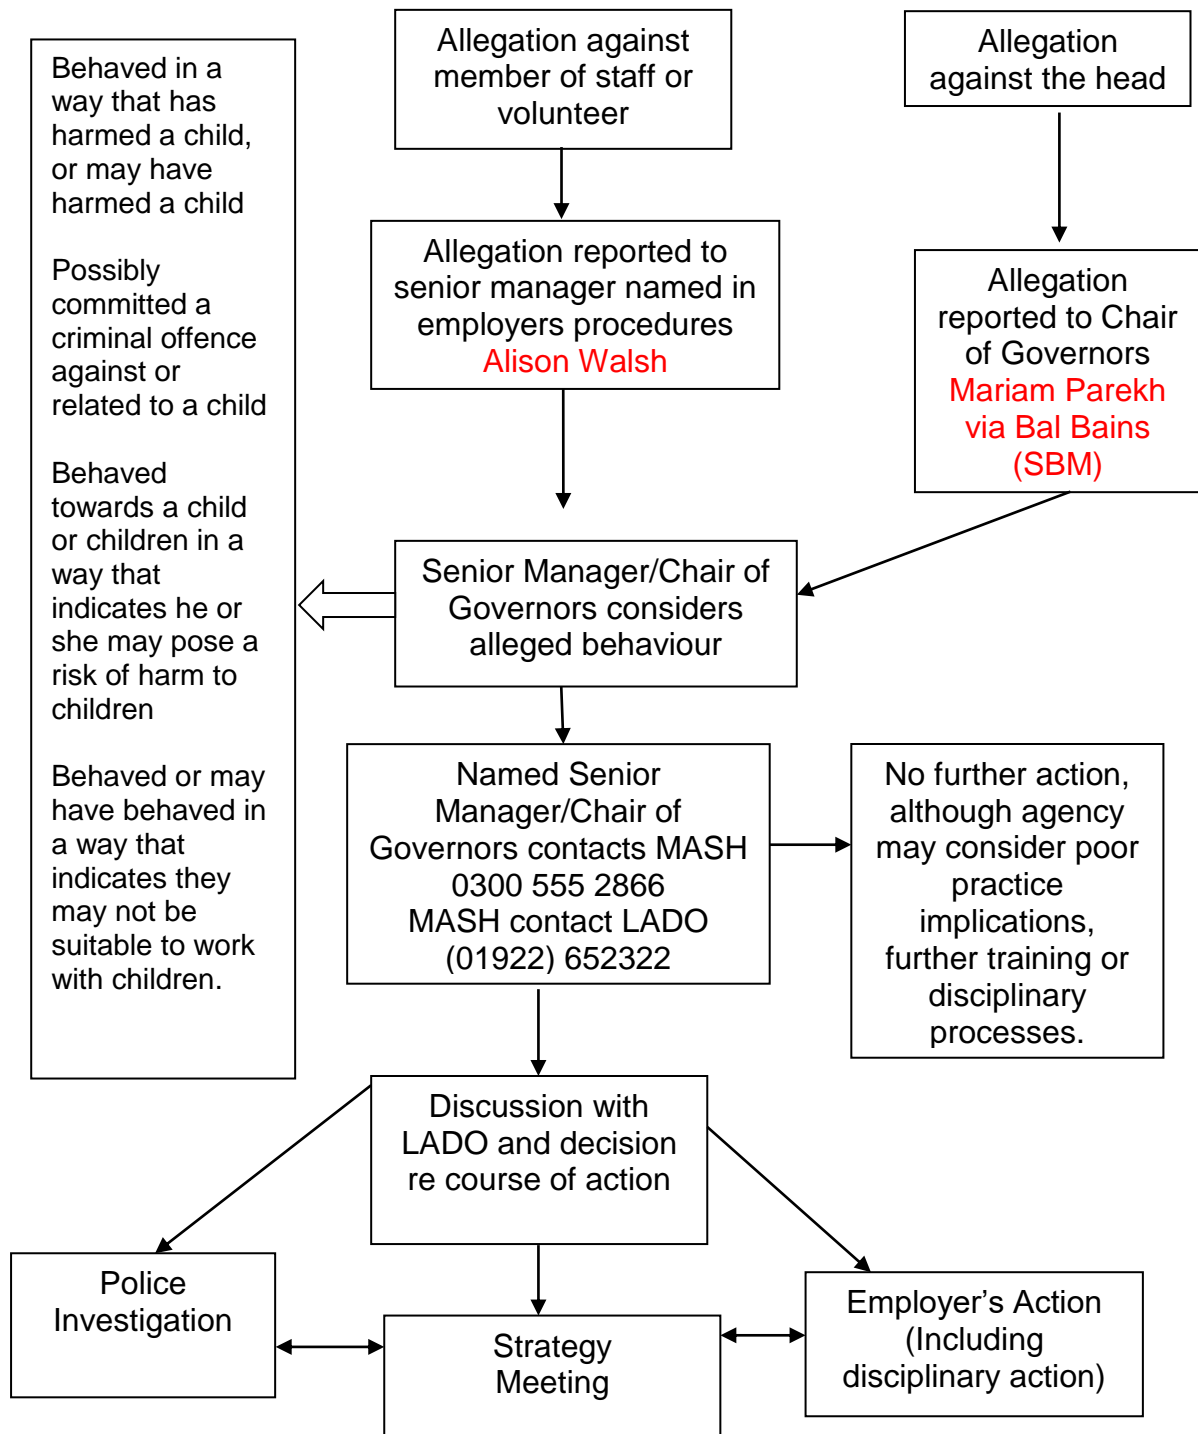 Behaved in a
way that has
harmed a child,
or may have
harmed a child
Possibly
committed a
criminal offence
against or
related to a child
Behaved
towards a child
or children in a
way that
indicates he or
she may pose a
risk of harm to
children
Behaved or may
have behaved in
a way that
indicates they
may not be
suitable to work
with children.
Allegation against
member of staff or
volunteer
Allegation
against the head
Allegation reported to
senior manager named in
employers procedures
Alison Walsh
Allegation
reported to Chair
of Governors
Mariam Parekh
via Bal Bains
(SBM)
Senior Manager/Chair of
Governors considers
alleged behaviour
Named Senior
Manager/Chair of
Governors contacts MASH
0300 555 2866
MASH contact LADO
(01922) 652322
No further action,
although agency
may consider poor
practice
implications,
further training or
disciplinary
processes.
Discussion with
LADO and decision
re course of action
Police
Investigation
Strategy
Meeting
Employer’s Action
(Including
disciplinary action)